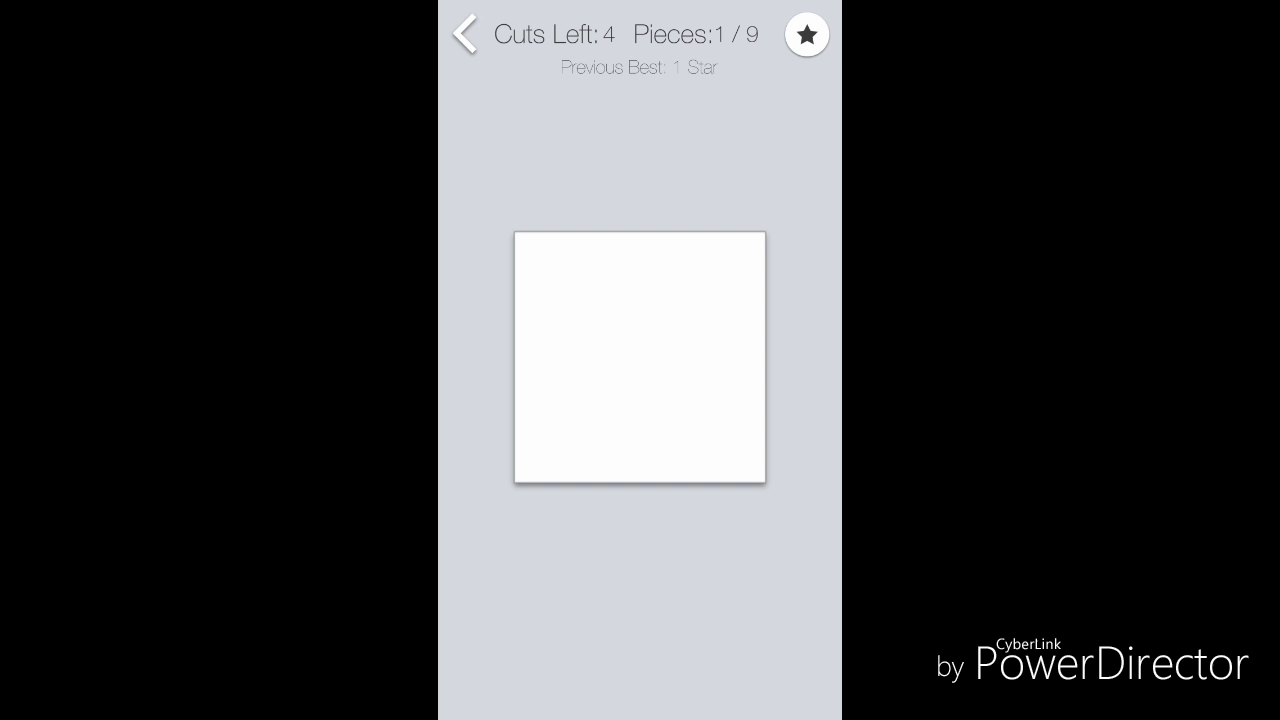 Cuts Left: 4 Pieces:1 / 9
Previous Best: 1 Star
by CyberLink PowerDirector